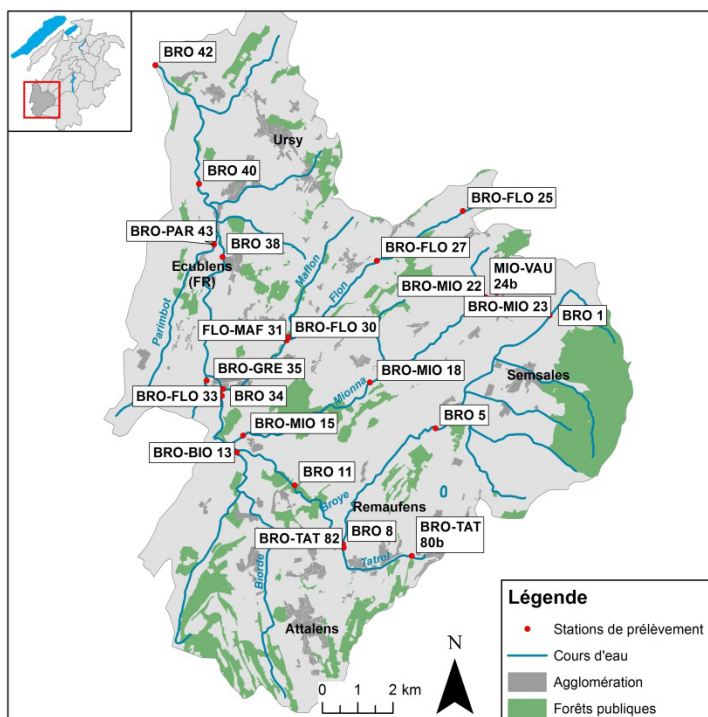 BRO 42
Ursy
BRO 40
BRO-FLO 25
BRO-PAR 43
BRO 38
BRO-FLO 27
Ecublens
(FR)
Maflon
Flon
BRO-MIO 22
MIO-VAU
24b
BRO-MIO 23
BRO 1
Parimbot
FLO-MAF 31
BRO-FLO 30
BRO-GRE 35
BRO-MIO 18
Semsales
Mionna
BRO-FLO 33
BRO 34
BRO 5
BRO-MIO 15
BRO-BIO 13
BRO 11
Broye
Remaufens
BRO-TAT 82
BRO 8
BRO-TAT
80b
Tatrel
Biorde
Attalens
N
0 1 2 km
Légende
Stations de prélèvement
Cours d'eau
Agglomération
Forêts publiques